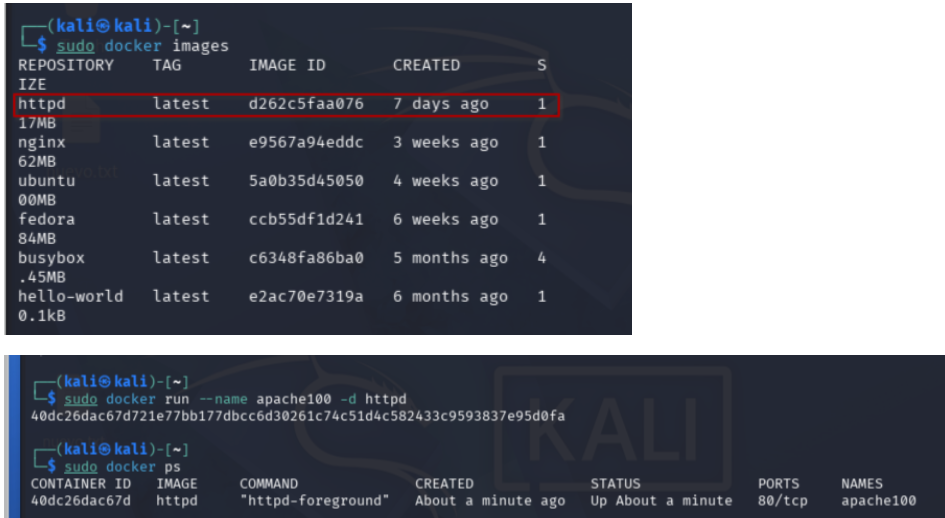 (kali㉿kali)-[~]
$ sudo docker images
REPOSITORY TAG IMAGE ID CREATED S
IZE
httpd latest d262c5faa076 7 days ago 1
17MB
nginx latest e9567a94eddc 3 weeks ago 1
62MB
ubuntu latest 5a0b35d45050 4 weeks ago 1
00MB
fedora latest ccb55df1d241 6 weeks ago 1
84MB
busybox latest c6348fa86ba0 5 months ago 4
.45MB
hello-world latest e2ac70e7319a 6 months ago 1
0.1kB
(kali㉿kali)-[~]
$ sudo docker run --name apache100 -d httpd
40dc26dac67d721e77bb177dbcc6d30261c74c51d4c582433c9593837e95d0fa
(kali㉿kali)-[~]
$ sudo docker ps
CONTAINER ID IMAGE COMMAND CREATED STATUS PORTS NAMES
40dc26dac67d httpd "httpd-foreground" About a minute ago Up About a minute 80/tcp apache100
KALI